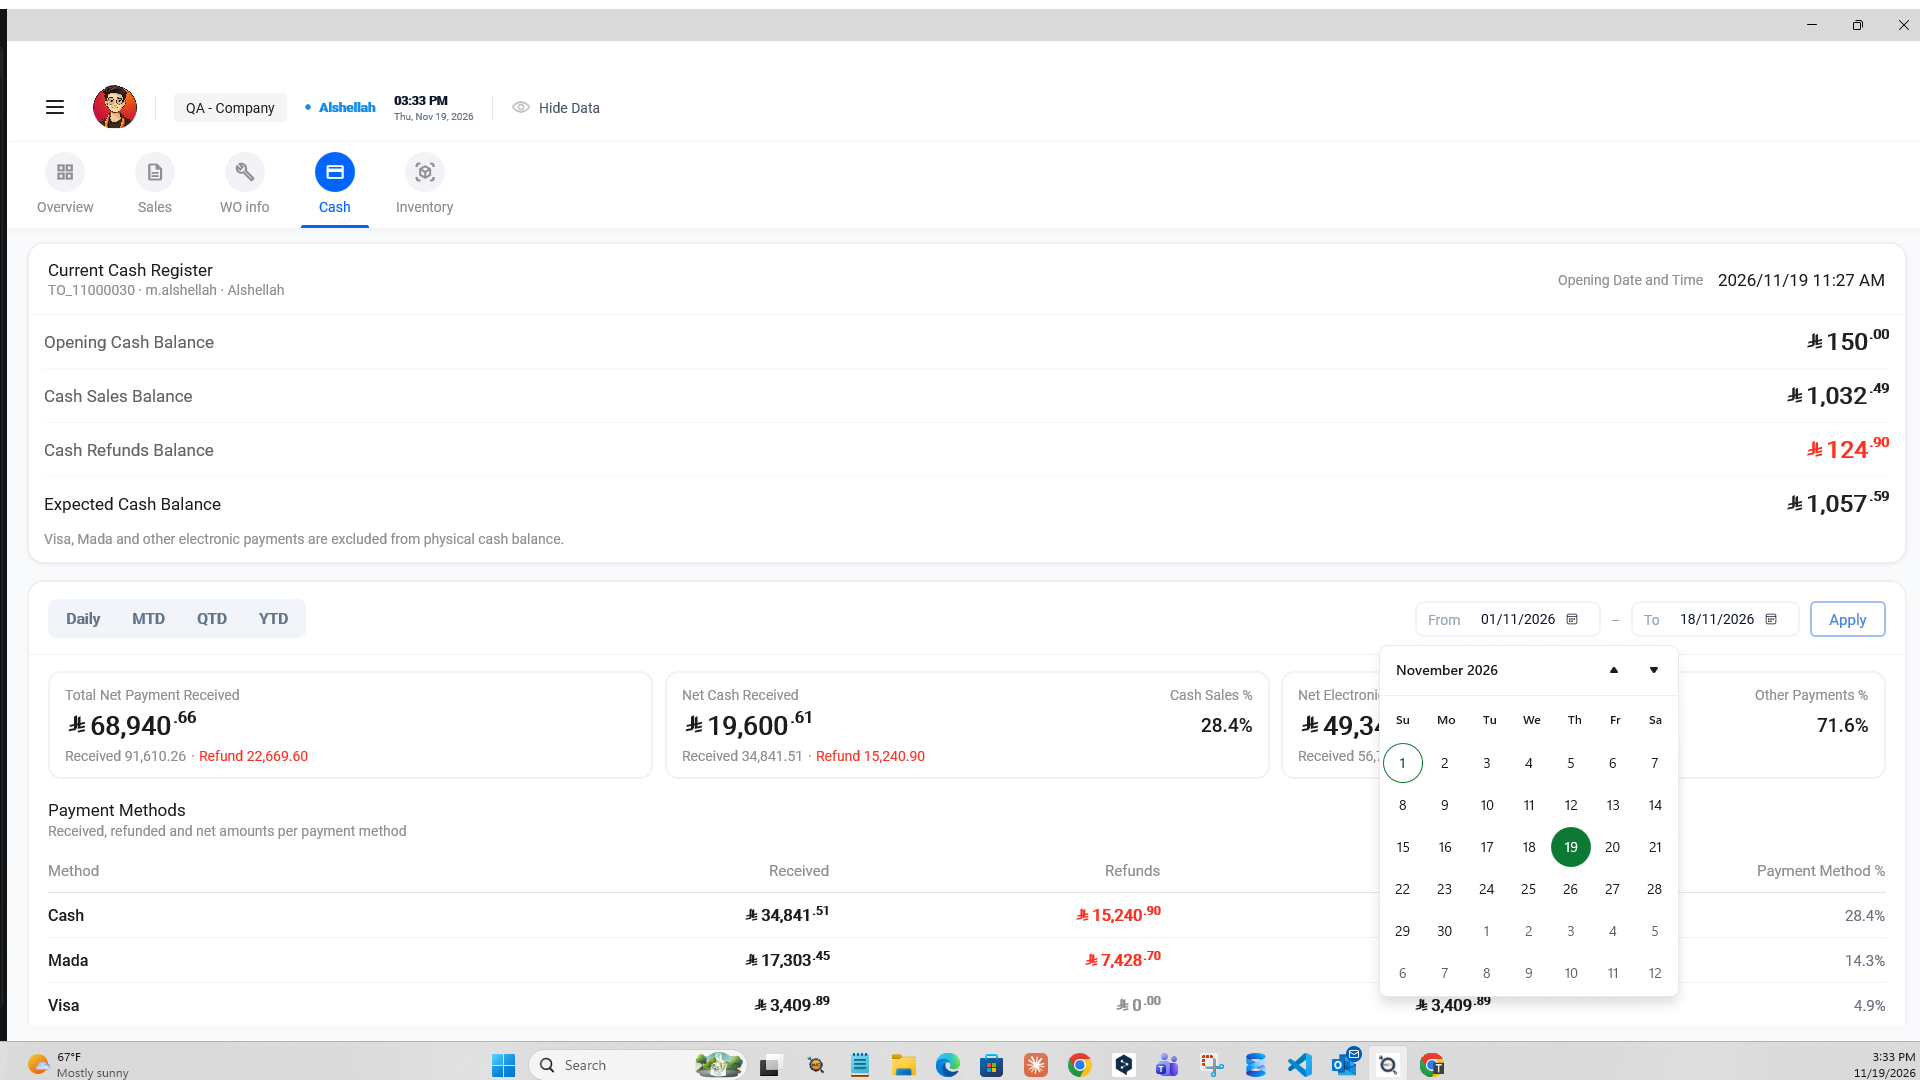 QA - Company
• Alshellah
03:33 PM
Thu, Nov 19, 2026
Hide Data
Overview
Sales
WO info
Cash
Inventory
Current Cash Register
TO_11000030 · m.alshellah · Alshellah
Opening Date and Time 2026/11/19 11:27 AM
Opening Cash Balance 150.00
Cash Sales Balance 1,032.49
Cash Refunds Balance 124.90
Expected Cash Balance 1,057.59
Visa, Mada and other electronic payments are excluded from physical cash balance.
Daily MTD QTD YTD
From 01/11/2026 – To 18/11/2026 Apply
November 2026
Su Mo Tu We Th Fr Sa
1 2 3 4 5 6 7
8 9 10 11 12 13 14
15 16 17 18 19 20 21
22 23 24 25 26 27 28
29 30 1 2 3 4 5
6 7 8 9 10 11 12
Total Net Payment Received
68,940.66
Received 91,610.26 · Refund 22,669.60
Net Cash Received Cash Sales %
19,600.61 28.4%
Received 34,841.51 · Refund 15,240.90
Net Electroni Other Payments %
49,34 71.6%
Received 56,
Payment Methods
Received, refunded and net amounts per payment method
Method Received Refunds Payment Method %
Cash 34,841.51 15,240.90 28.4%
Mada 17,303.45 7,428.70 14.3%
Visa 3,409.89 0.00 3,409.89 4.9%
67°F
Mostly sunny
Search
3:33 PM
11/19/2026